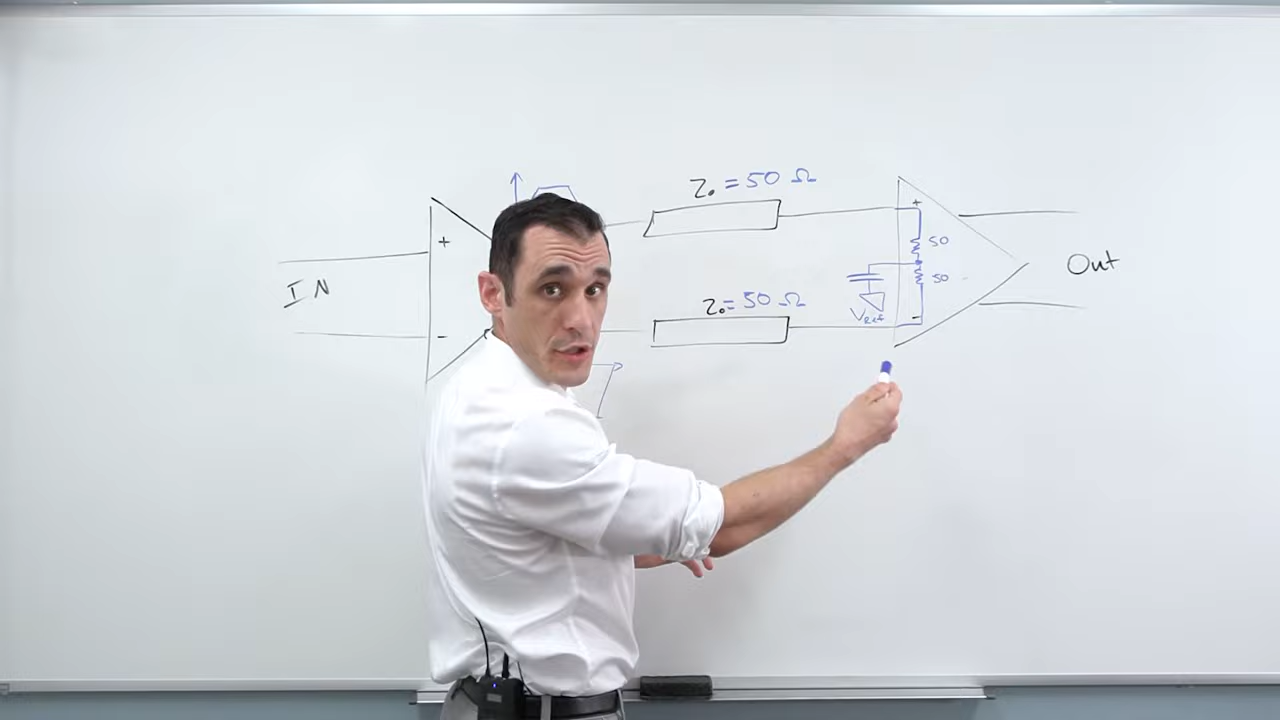 Z₀ = 50 Ω
+
+
50
IN
50
Out
Z₀ = 50 Ω
VRef
-
-